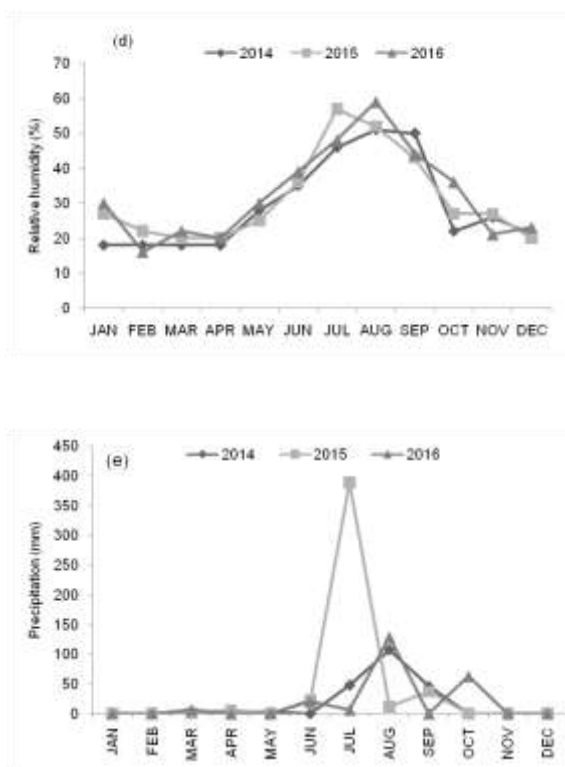 (d)
2014 2015 2016
Relative humidity (%)
70
60
50
40
30
20
10
0
JAN FEB MAR APR MAY JUN JUL AUG SEP OCT NOV DEC
(e)
2014 2015 2016
Precipitation (mm)
450
400
350
300
250
200
150
100
50
0
JAN FEB MAR APR MAY JUN JUL AUG SEP OCT NOV DEC